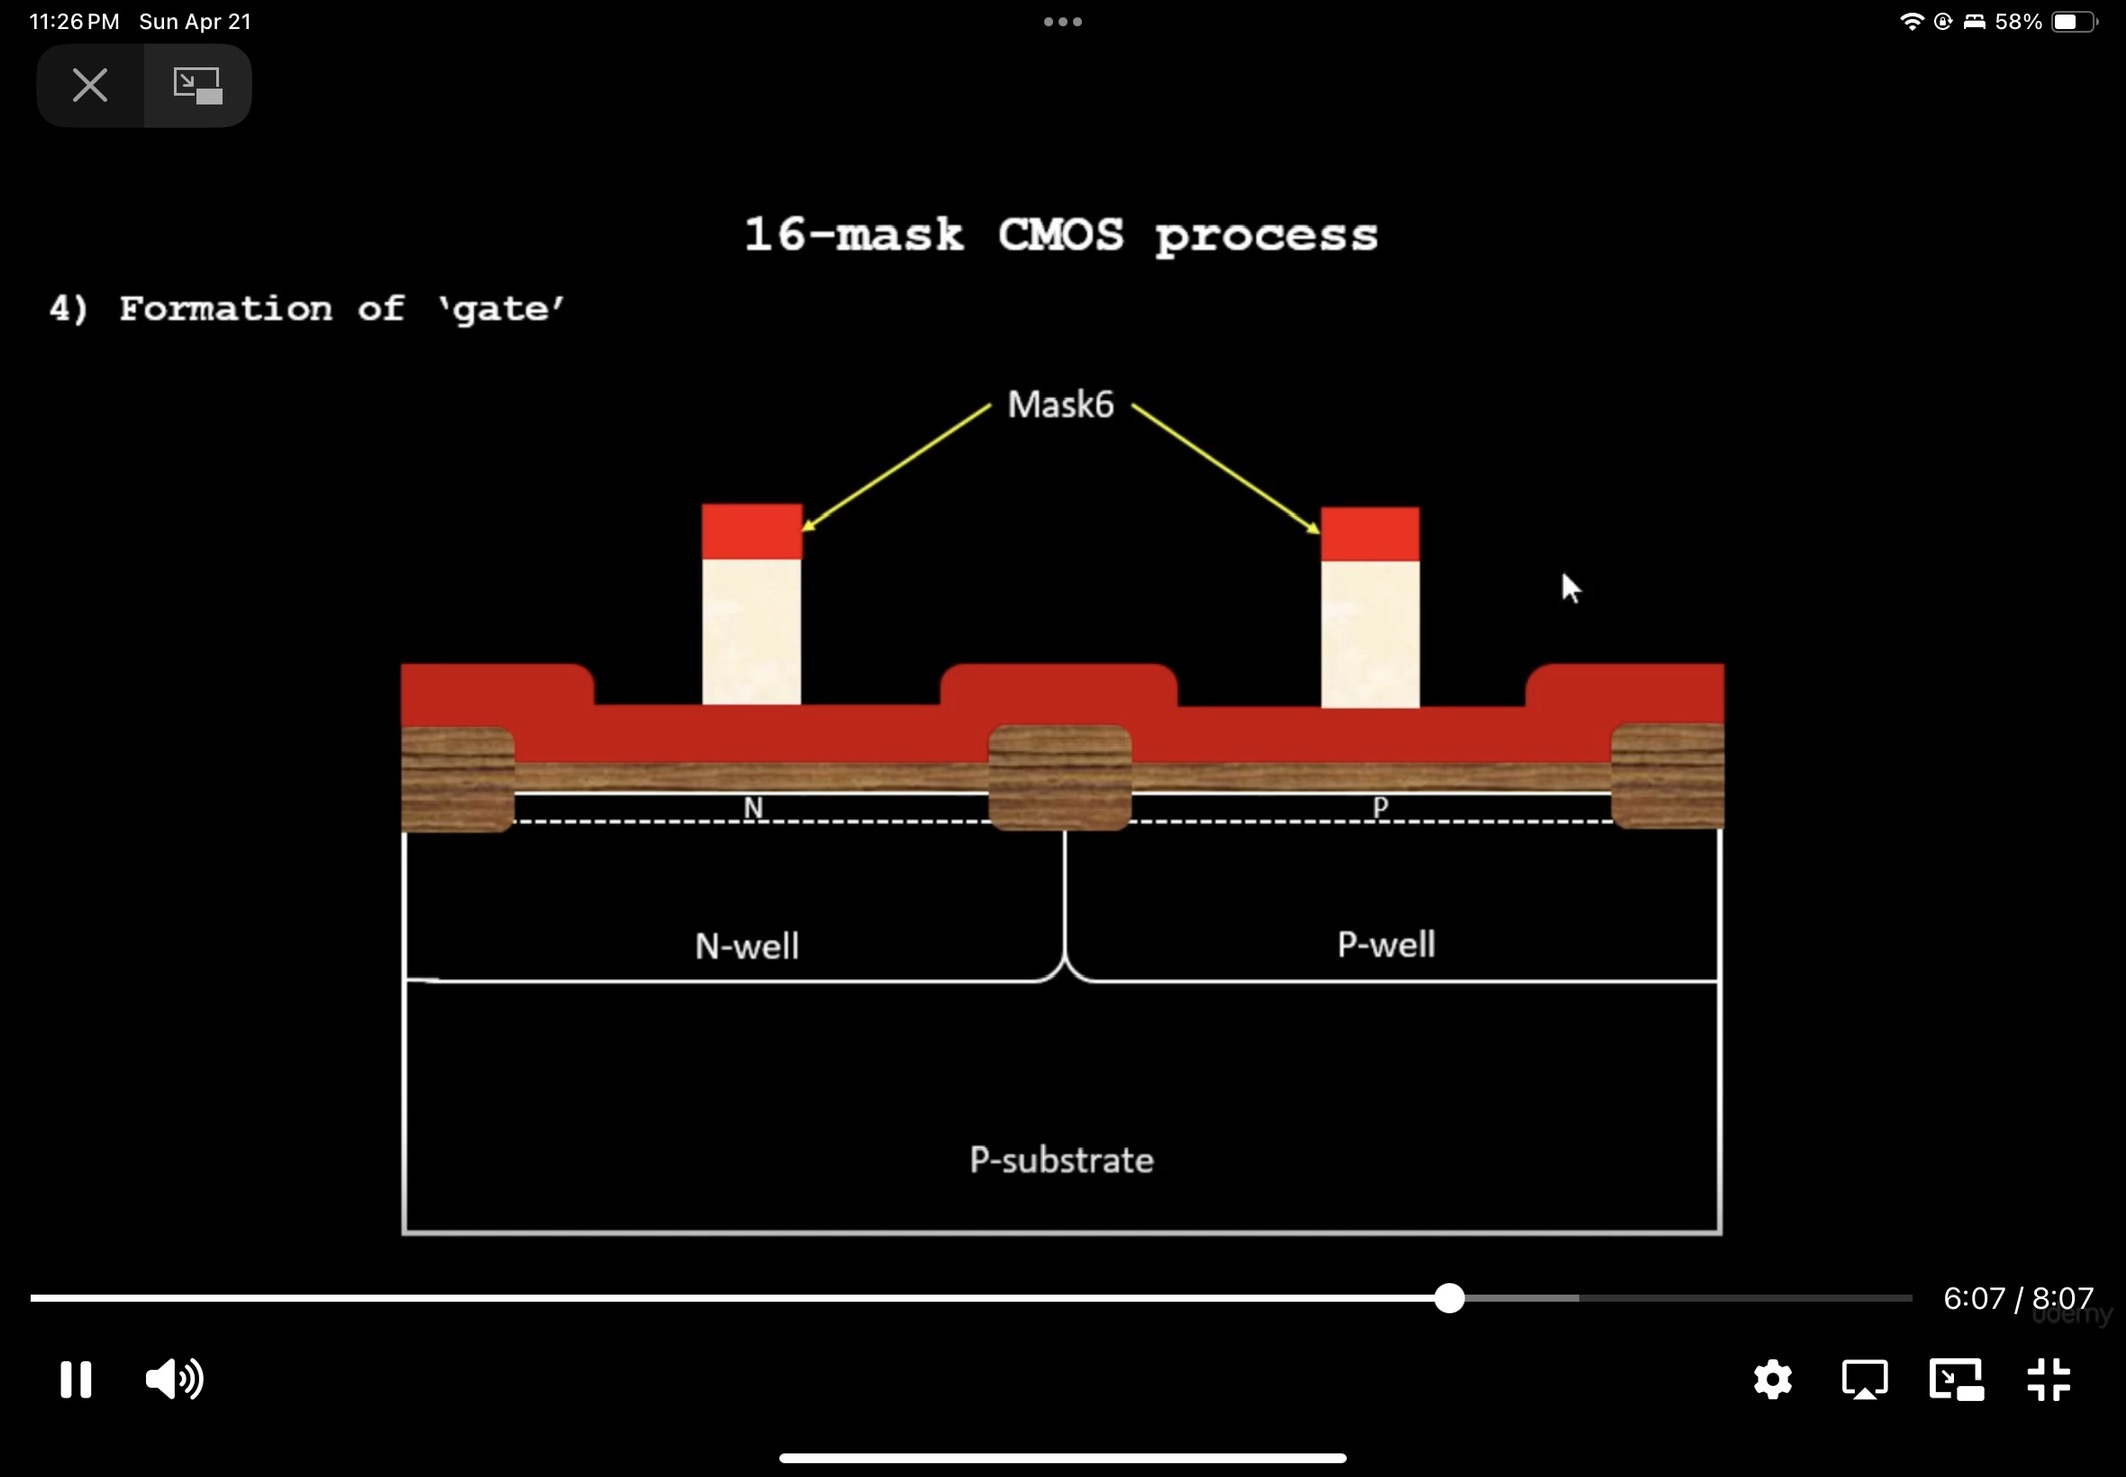 11:26 PM Sun Apr 21
58%
16-mask CMOS process
4) Formation of ‘gate’
Mask6
N
P
N-well
P-well
P-substrate
6:07 / 8:07
udemy